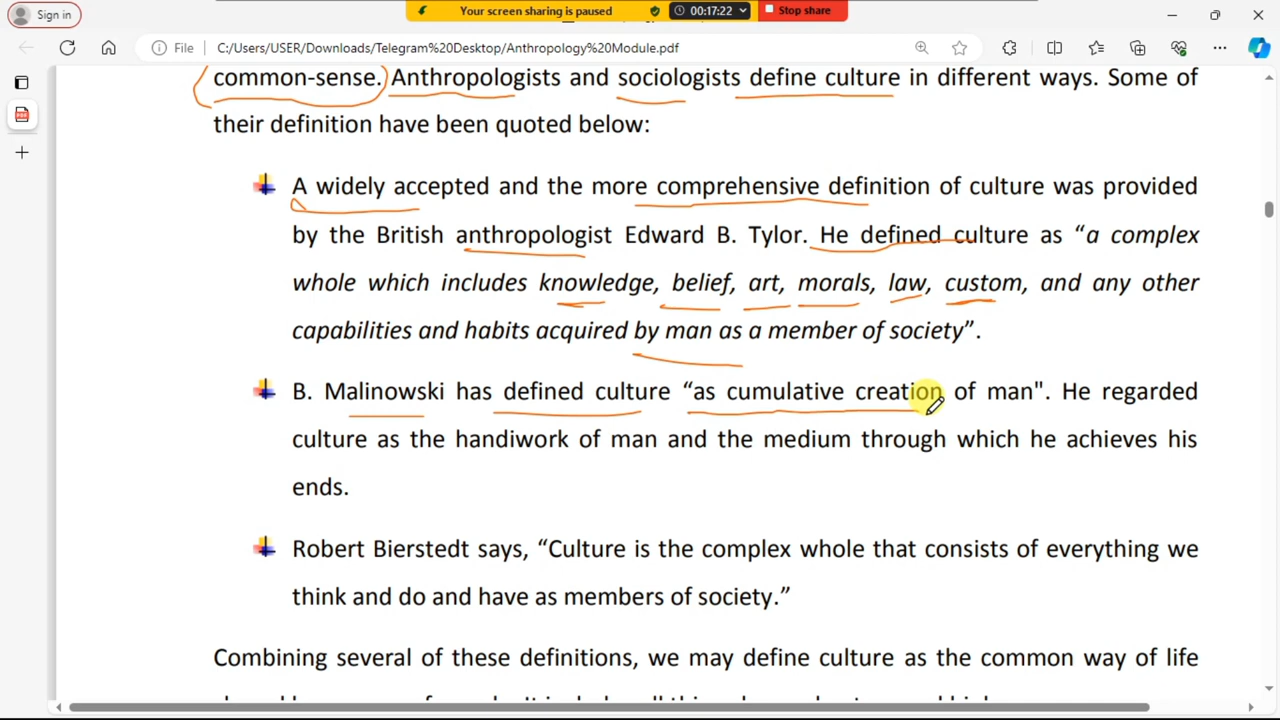 Your screen sharing is paused
00:17:22
Stop share
Sign in
File
C:/Users/USER/Downloads/Telegram%20Desktop/Anthropology%20Module.pdf
common-sense. Anthropologists and sociologists define culture in different ways. Some of
their definition have been quoted below:
A widely accepted and the more comprehensive definition of culture was provided
by the British anthropologist Edward B. Tylor. He defined culture as “a complex
whole which includes knowledge, belief, art, morals, law, custom, and any other
capabilities and habits acquired by man as a member of society”.
B. Malinowski has defined culture “as cumulative creation of man". He regarded
culture as the handiwork of man and the medium through which he achieves his
ends.
Robert Bierstedt says, “Culture is the complex whole that consists of everything we
think and do and have as members of society.”
Combining several of these definitions, we may define culture as the common way of life